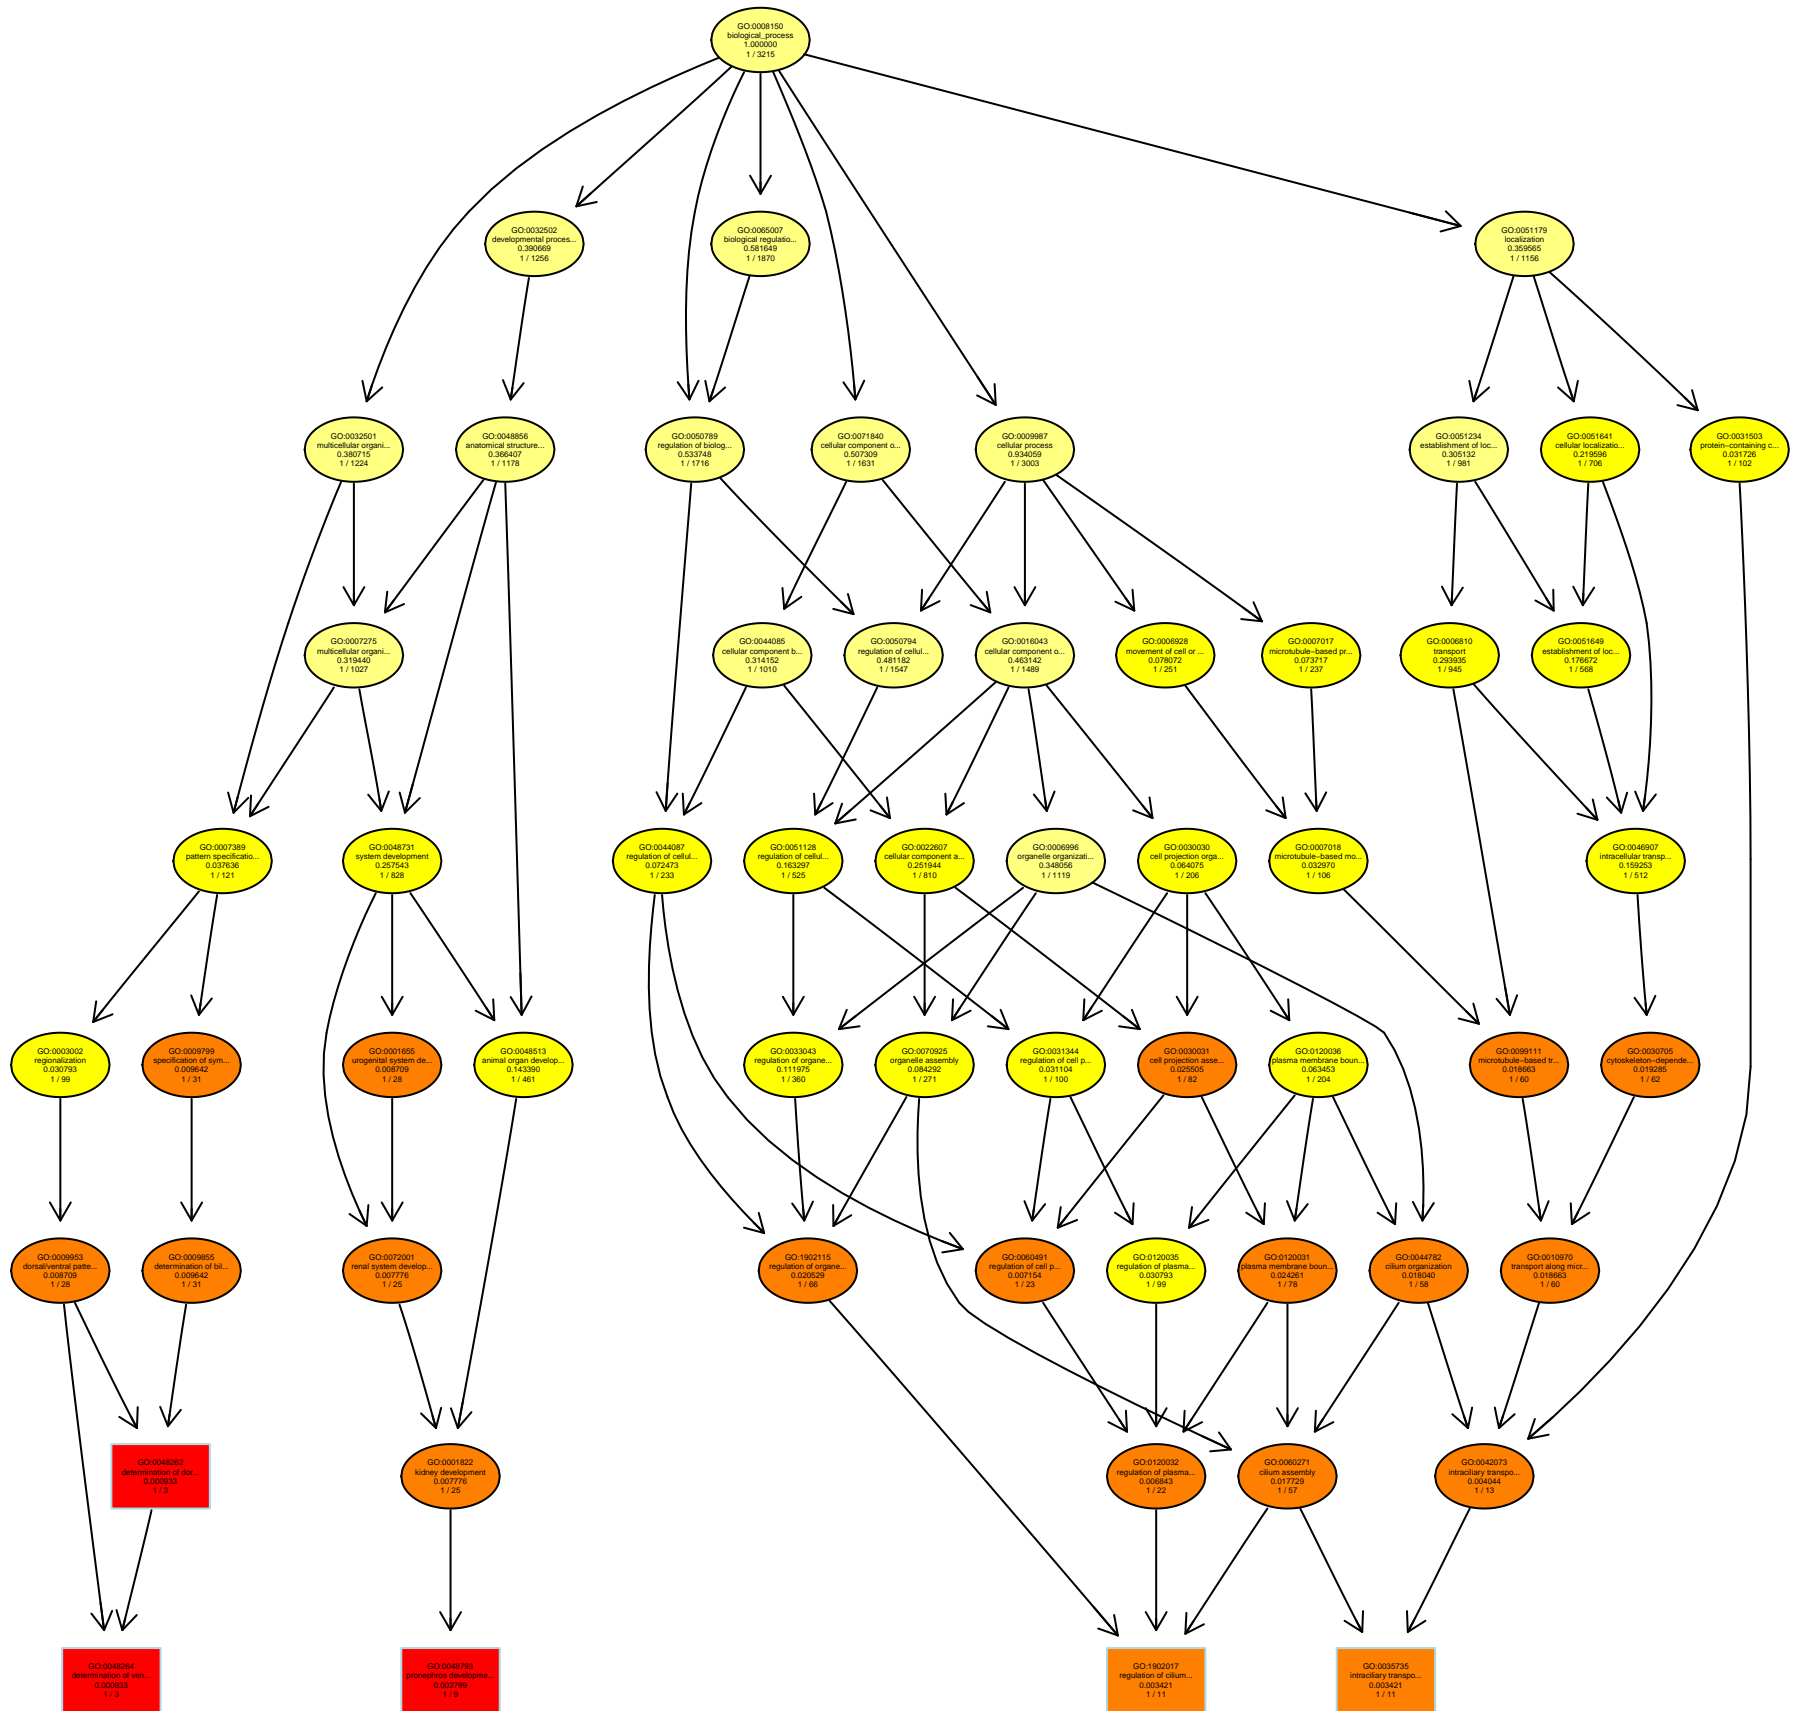 GO:0008150
biological_process
1.000000
1 / 3215
GO:0032502
developmental proces...
0.390669
1 / 1256
GO:0065007
biological regulatio...
0.581649
1 / 1870
GO:0051179
localization
0.359565
1 / 1156
GO:0032501
multicellular organi...
0.380715
1 / 1224
GO:0048856
anatomical structure...
0.366407
1 / 1178
GO:0050789
regulation of biolog...
0.533748
1 / 1716
GO:0071840
cellular component o...
0.507309
1 / 1631
GO:0009987
cellular process
0.934059
1 / 3003
GO:0051234
establishment of loc...
0.305132
1 / 981
GO:0051641
cellular localizatio...
0.219596
1 / 706
GO:0031503
protein−containing c...
0.031726
1 / 102
GO:0007275
multicellular organi...
0.319440
1 / 1027
GO:0044085
cellular component b...
0.314152
1 / 1010
GO:0050794
regulation of cellul...
0.481182
1 / 1547
GO:0016043
cellular component o...
0.463142
1 / 1489
GO:0006928
movement of cell or ...
0.078072
1 / 251
GO:0007017
microtubule−based pr...
0.073717
1 / 237
GO:0006810
transport
0.293935
1 / 945
GO:0051649
establishment of loc...
0.176672
1 / 568
GO:0007389
pattern specificatio...
0.037636
1 / 121
GO:0048731
system development
0.257543
1 / 828
GO:0044087
regulation of cellul...
0.072473
1 / 233
GO:0051128
regulation of cellul...
0.163297
1 / 525
GO:0022607
cellular component a...
0.251944
1 / 810
GO:0006996
organelle organizati...
0.348056
1 / 1119
GO:0030030
cell projection orga...
0.064075
1 / 206
GO:0007018
microtubule−based mo...
0.032970
1 / 106
GO:0046907
intracellular transp...
0.159253
1 / 512
GO:0003002
regionalization
0.030793
1 / 99
GO:0009799
specification of sym...
0.009642
1 / 31
GO:0001655
urogenital system de...
0.008709
1 / 28
GO:0048513
animal organ develop...
0.143390
1 / 461
GO:0033043
regulation of organe...
0.111975
1 / 360
GO:0070925
organelle assembly
0.084292
1 / 271
GO:0031344
regulation of cell p...
0.031104
1 / 100
GO:0030031
cell projection asse...
0.025505
1 / 82
GO:0120036
plasma membrane boun...
0.063453
1 / 204
GO:0099111
microtubule−based tr...
0.018663
1 / 60
GO:0030705
cytoskeleton−depende...
0.019285
1 / 62
GO:0009953
dorsal/ventral patte...
0.008709
1 / 28
GO:0009855
determination of bil...
0.009642
1 / 31
GO:0072001
renal system develop...
0.007776
1 / 25
GO:1902115
regulation of organe...
0.020529
1 / 66
GO:0060491
regulation of cell p...
0.007154
1 / 23
GO:0120035
regulation of plasma...
0.030793
1 / 99
GO:0120031
plasma membrane boun...
0.024261
1 / 78
GO:0044782
cilium organization
0.018040
1 / 58
GO:0010970
transport along micr...
0.018663
1 / 60
GO:0048262
determination of dor...
0.000933
1 / 3
GO:0001822
kidney development
0.007776
1 / 25
GO:0120032
regulation of plasma...
0.006843
1 / 22
GO:0060271
cilium assembly
0.017729
1 / 57
GO:0042073
intraciliary transpo...
0.004044
1 / 13
GO:0048264
determination of ven...
0.000933
1 / 3
GO:0048793
pronephros developme...
0.002799
1 / 9
GO:1902017
regulation of cilium...
0.003421
1 / 11
GO:0035735
intraciliary transpo...
0.003421
1 / 11